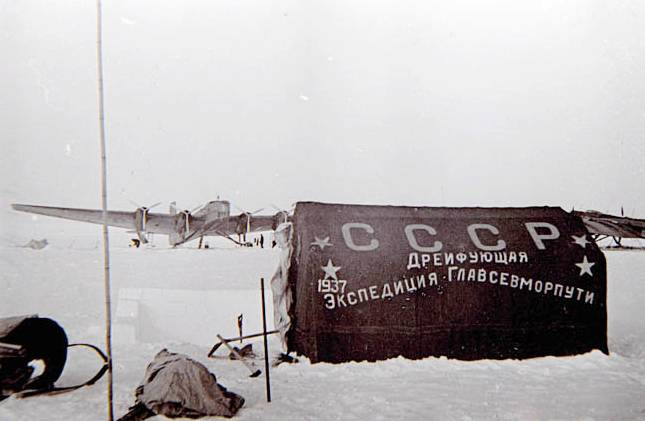 СССР
ДРЕЙФУЮЩАЯ
1937
ЭКСПЕДИЦИЯ·ГЛАВСЕВМОРПУТИ